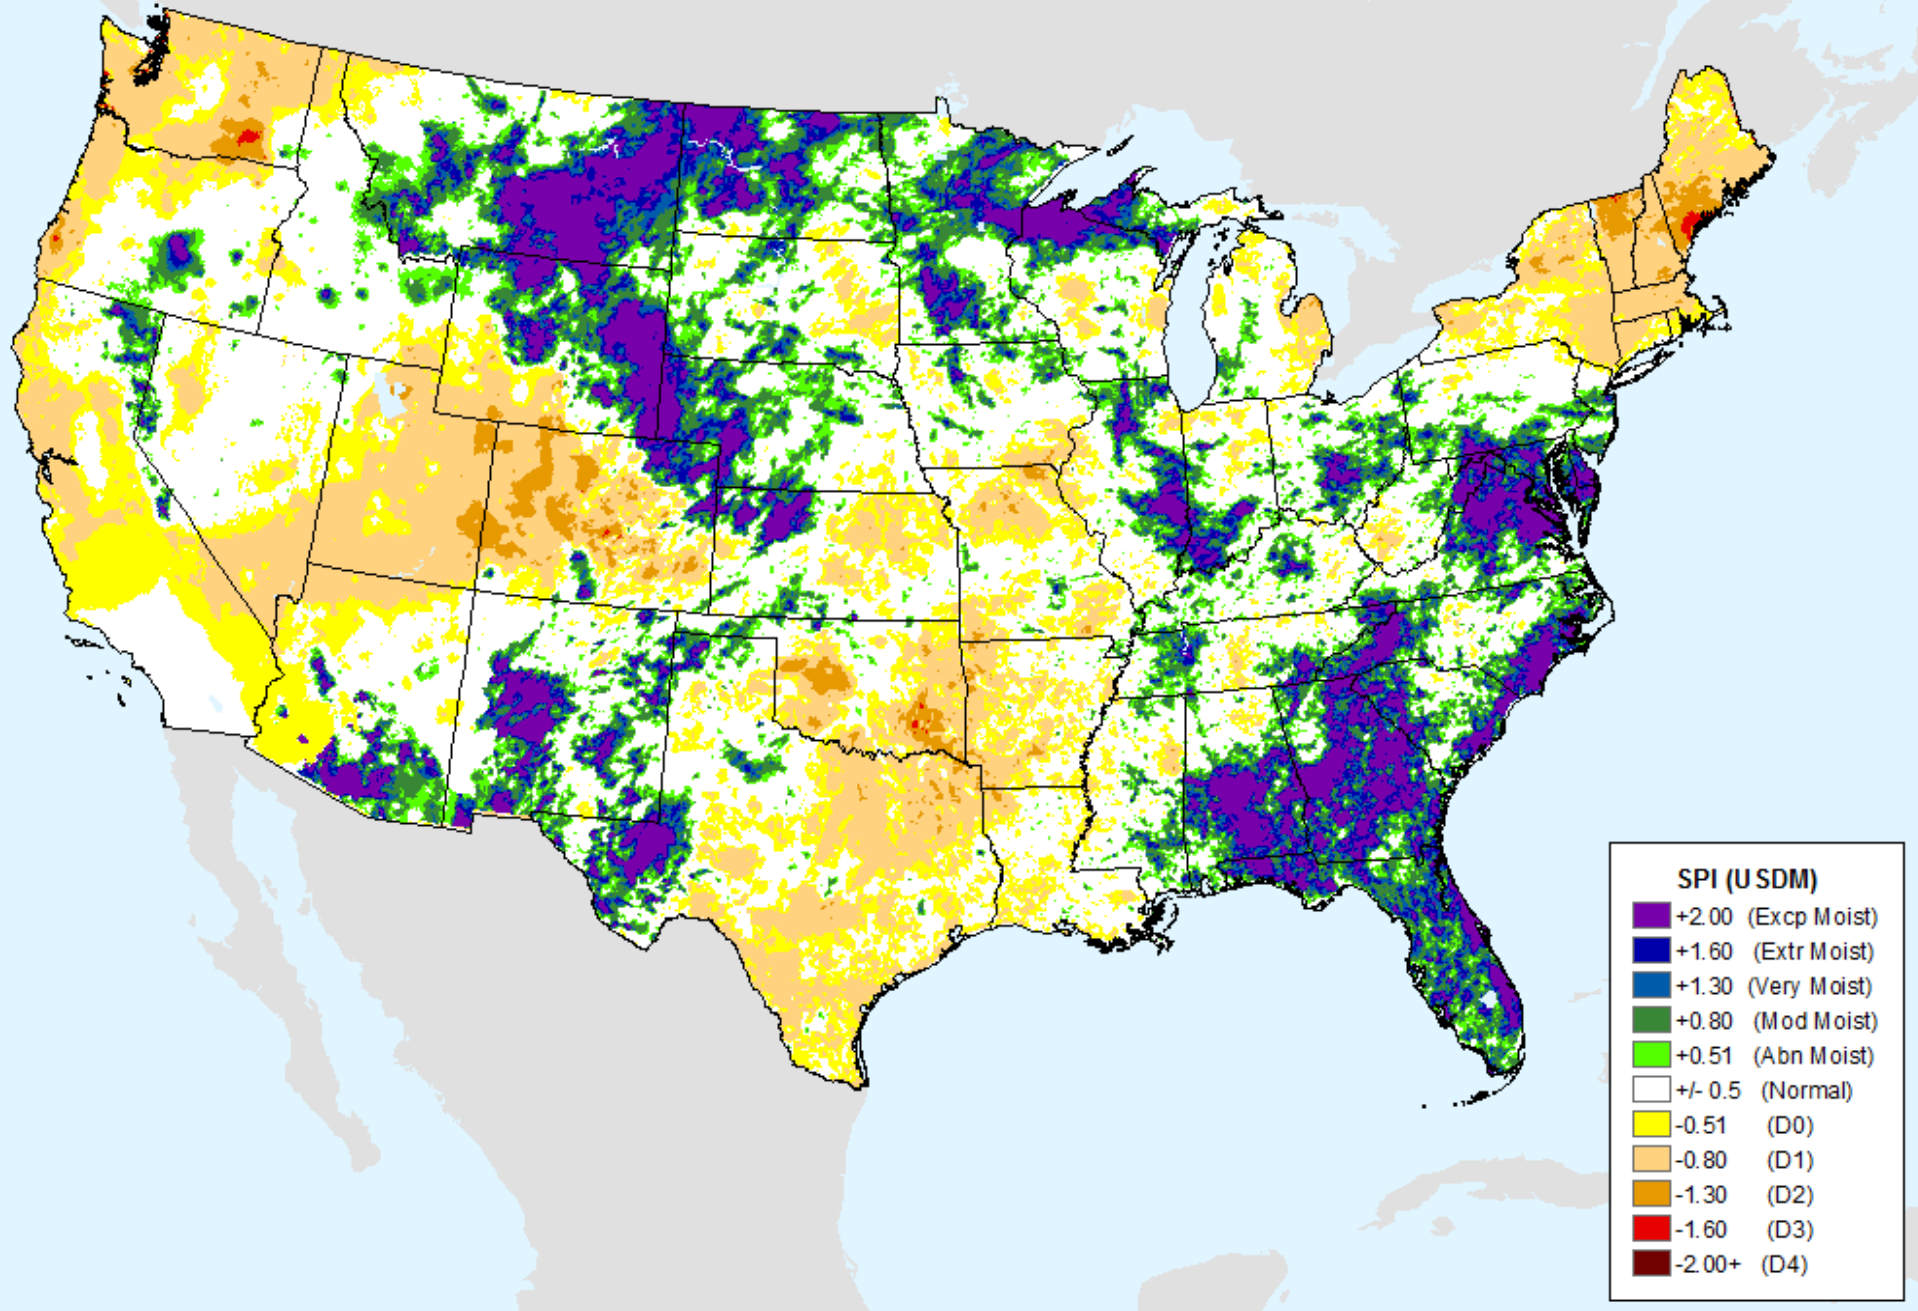 SPI (USDM)
+2.00 (Excp Moist)
+1.60 (Extr Moist)
+1.30 (Very Moist)
+0.80 (Mod Moist)
+0.51 (Abn Moist)
+/- 0.5 (Normal)
-0.51 (D0)
-0.80 (D1)
-1.30 (D2)
-1.60 (D3)
-2.00+ (D4)